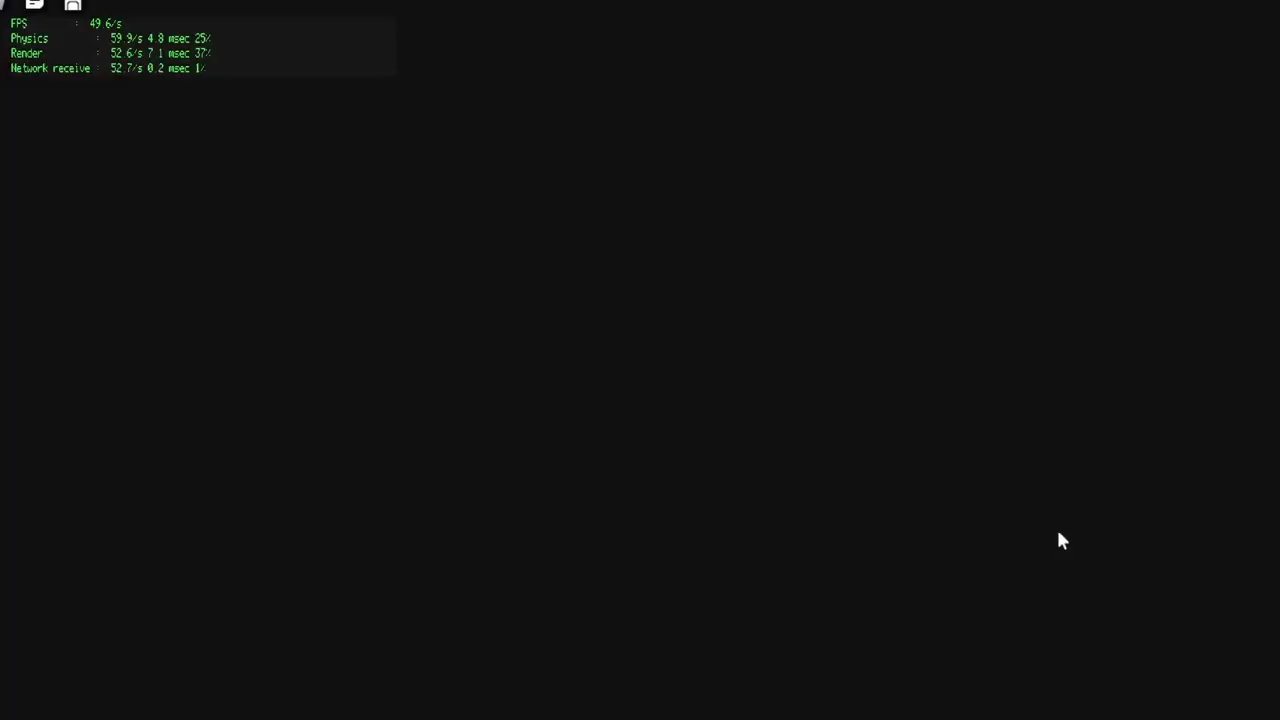 FPS : 49.6/s
Physics : 59.9/s 4.8 msec 25%
Render : 52.6/s 7.1 msec 37%
Network receive : 52.7/s 0.2 msec 1%